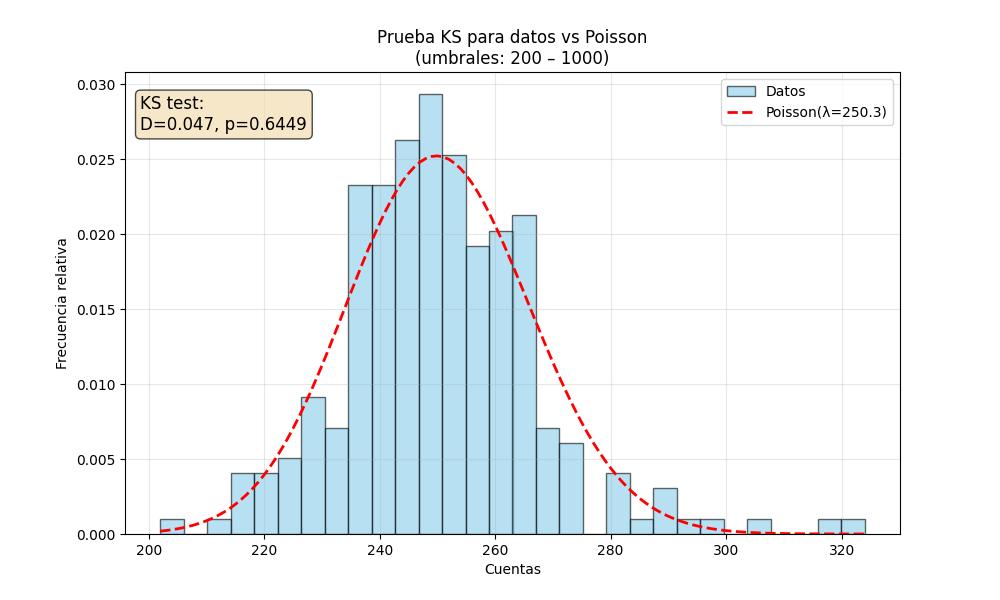 Prueba KS para datos vs Poisson
(umbrales: 200 – 1000)
KS test:
D=0.047, p=0.6449
Datos
Poisson(λ=250.3)
Frecuencia relativa
0.030
0.025
0.020
0.015
0.010
0.005
0.000
200 220 240 260 280 300 320
Cuentas